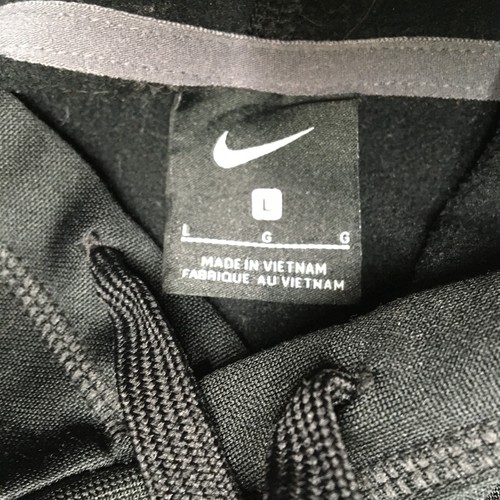 L
L G G
MADE IN VIETNAM
FABRIQUE AU VIETNAM